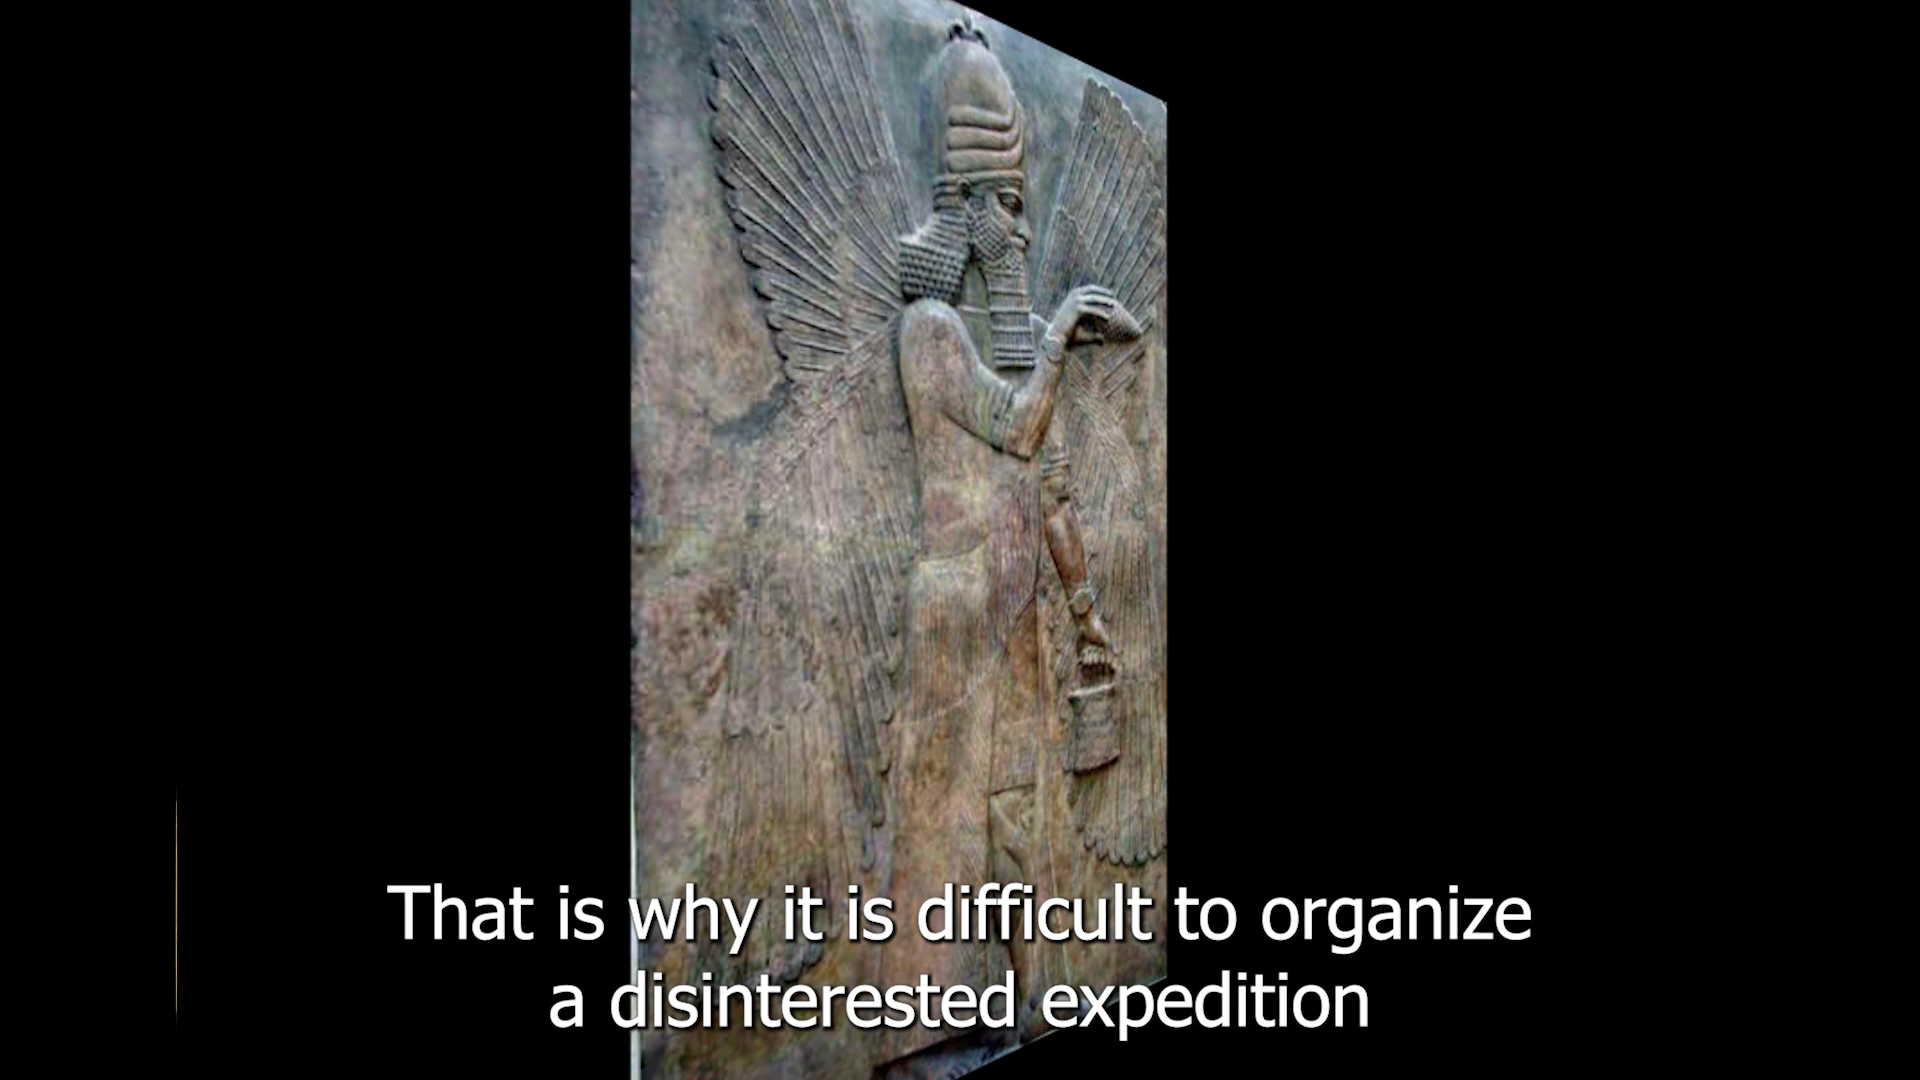 That is why it is difficult to organize
a disinterested expedition